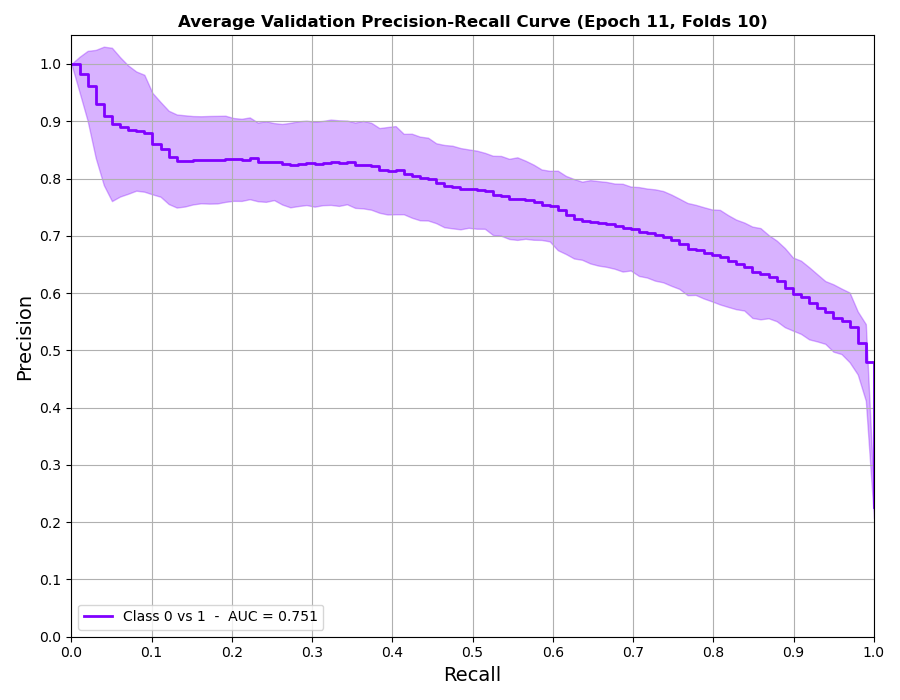 Average Validation Precision-Recall Curve (Epoch 11, Folds 10)
Precision
1.0
0.9
0.8
0.7
0.6
0.5
0.4
0.3
0.2
0.1
0.0
Class 0 vs 1 - AUC = 0.751
0.0 0.1 0.2 0.3 0.4 0.5 0.6 0.7 0.8 0.9 1.0
Recall